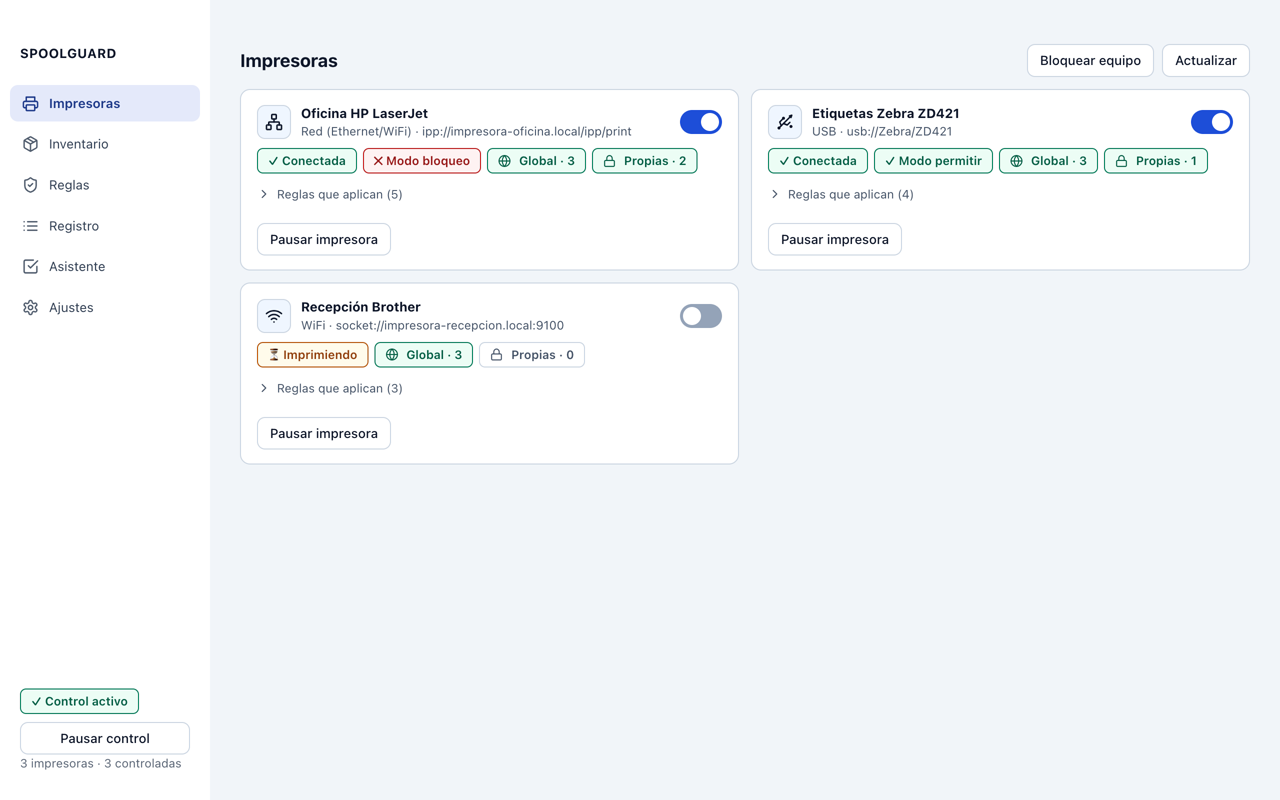 SPOOLGUARD
Impresoras
Inventario
Reglas
Registro
Asistente
Ajustes
Control activo
Pausar control
3 impresoras · 3 controladas
Impresoras
Bloquear equipo
Actualizar
Oficina HP LaserJet
Red (Ethernet/WiFi) · ipp://impresora-oficina.local/ipp/print
Conectada
Modo bloqueo
Global · 3
Propias · 2
Reglas que aplican (5)
Pausar impresora
Etiquetas Zebra ZD421
USB · usb://Zebra/ZD421
Conectada
Modo permitir
Global · 3
Propias · 1
Reglas que aplican (4)
Pausar impresora
Recepción Brother
WiFi · socket://impresora-recepcion.local:9100
Imprimiendo
Global · 3
Propias · 0
Reglas que aplican (3)
Pausar impresora